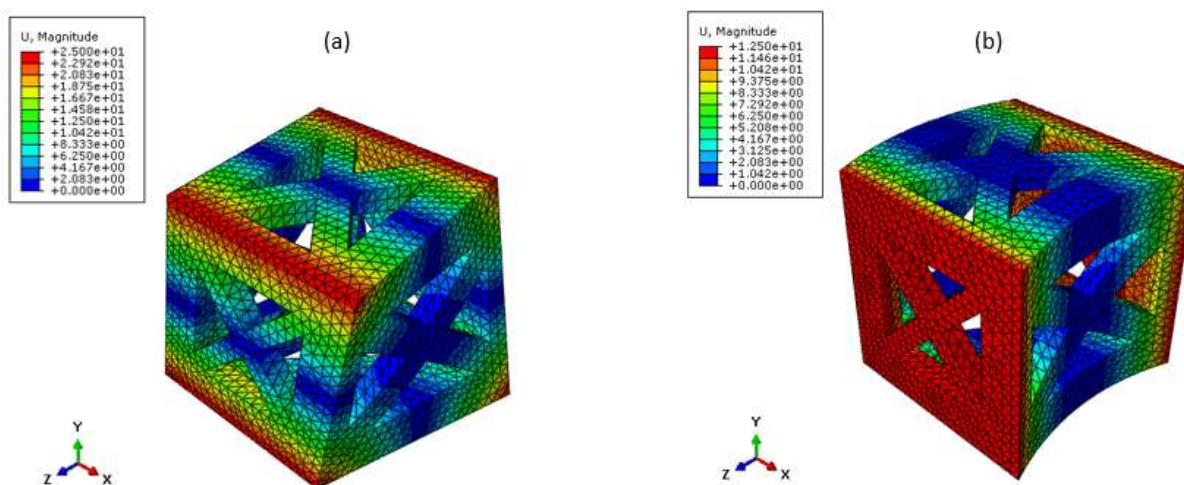 U, Magnitude
+2.500e+01
+2.292e+01
+2.083e+01
+1.875e+01
+1.667e+01
+1.458e+01
+1.250e+01
+1.042e+01
+8.333e+00
+6.250e+00
+4.167e+00
+2.083e+00
+0.000e+00
(a)
Y
Z
X
U, Magnitude
+1.250e+01
+1.146e+01
+1.042e+01
+9.375e+00
+8.333e+00
+7.292e+00
+6.250e+00
+5.208e+00
+4.167e+00
+3.125e+00
+2.083e+00
+1.042e+00
+0.000e+00
(b)
Y
Z
X